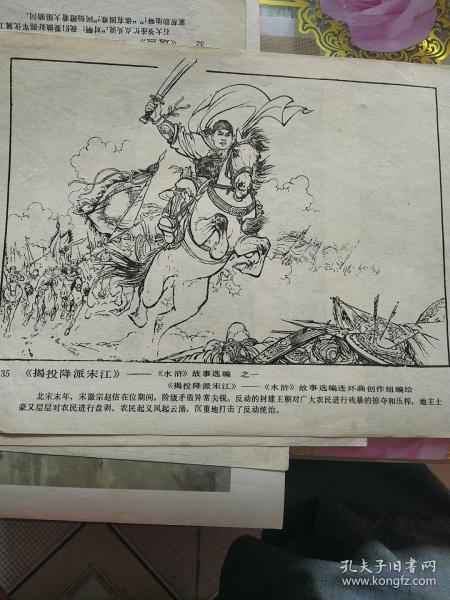 35 《揭投降派宋江》——《水浒》故事选编 之一
《揭投降派宋江》——《水浒》故事选编连环画创作组编绘
北宋末年，宋徽宗赵佶在位期间，阶级矛盾异常尖锐。反动的封建王朝对广大农民进行残暴的掠夺和压榨，地主土
豪又层层对农民进行盘剥。农民起义风起云涌，沉重地打击了反动统治。
孔夫子旧书网
www.kongfz.com